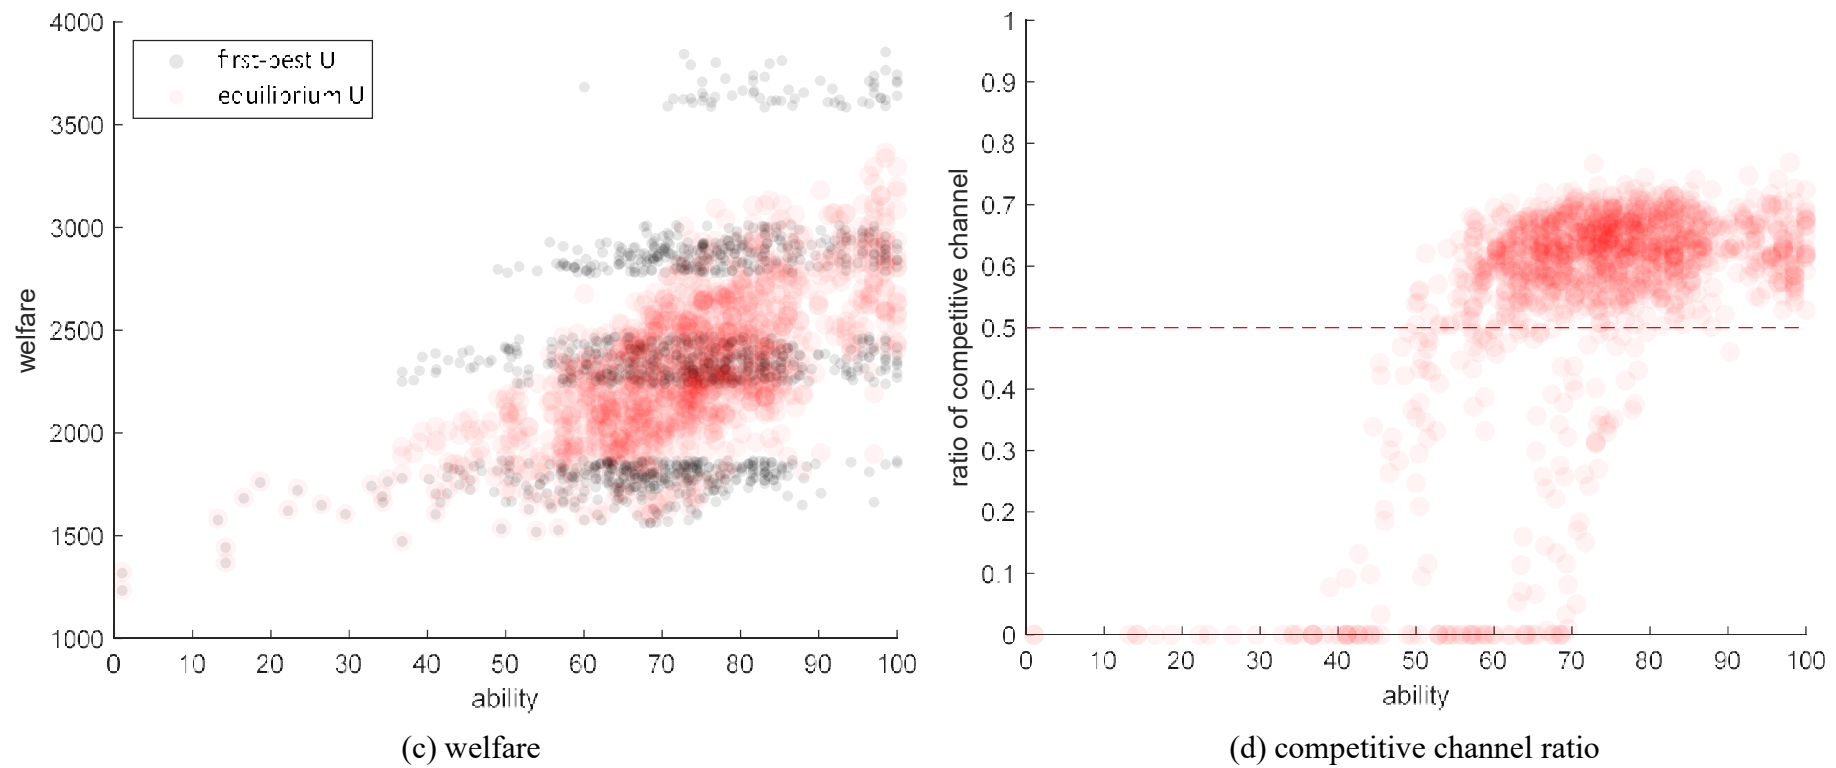 4000
3500
3000
2500
2000
1500
1000
welfare
first-best U
equilibrium U
0 10 20 30 40 50 60 70 80 90 100
ability
(c) welfare
1
0.9
0.8
0.7
0.6
0.5
0.4
0.3
0.2
0.1
0
ratio of competitive channel
0 10 20 30 40 50 60 70 80 90 100
ability
(d) competitive channel ratio